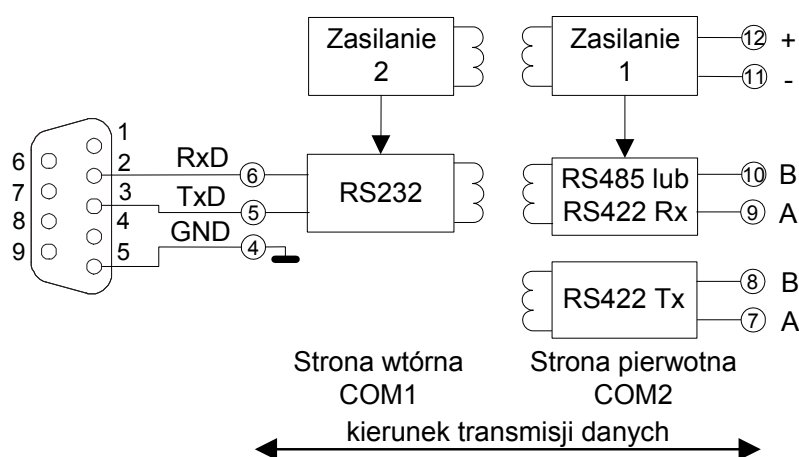 Zasilanie
2
Zasilanie
1
12 +
11 -
1
6
2
RxD
6
7
3
TxD
5
8
4
GND
4
9
5
RS232
RS485 lub
RS422 Rx
10 B
9 A
RS422 Tx
8 B
7 A
Strona wtórna
COM1
Strona pierwotna
COM2
kierunek transmisji danych